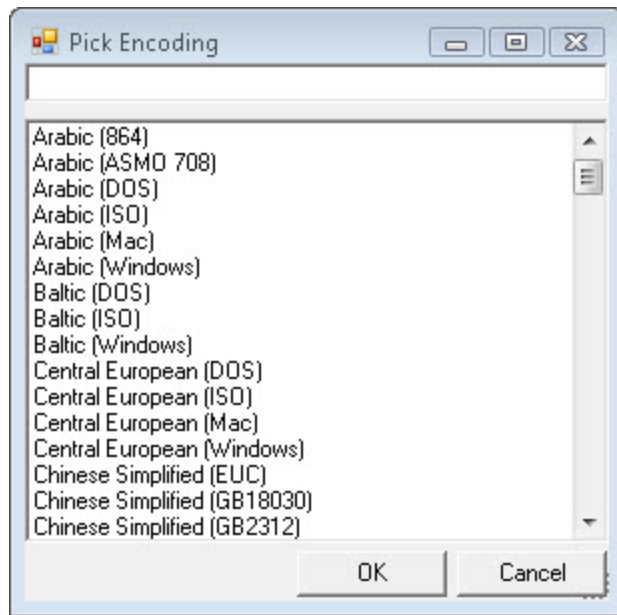 Pick Encoding
Arabic (864)
Arabic (ASMO 708)
Arabic (DOS)
Arabic (ISO)
Arabic (Mac)
Arabic (Windows)
Baltic (DOS)
Baltic (ISO)
Baltic (Windows)
Central European (DOS)
Central European (ISO)
Central European (Mac)
Central European (Windows)
Chinese Simplified (EUC)
Chinese Simplified (GB18030)
Chinese Simplified (GB2312)
OK Cancel